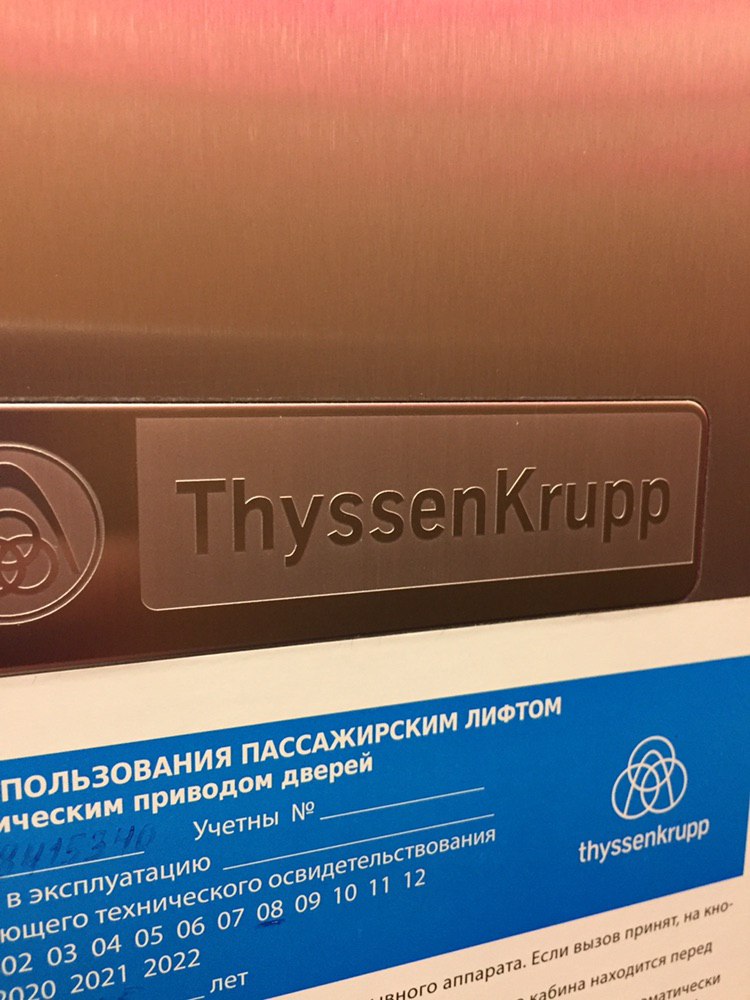 ThyssenKrupp
ПОЛЬЗОВАНИЯ ПАССАЖИРСКИМ ЛИФТОМ
ическим приводом дверей
Учетны №
thyssenkrupp
в эксплуатацию
ющего технического освидетельствования
02 03 04 05 06 07 08 09 10 11 12
2020 2021 2022
лет
ывного аппарата. Если вызов принят, на кно-
кабина находится перед